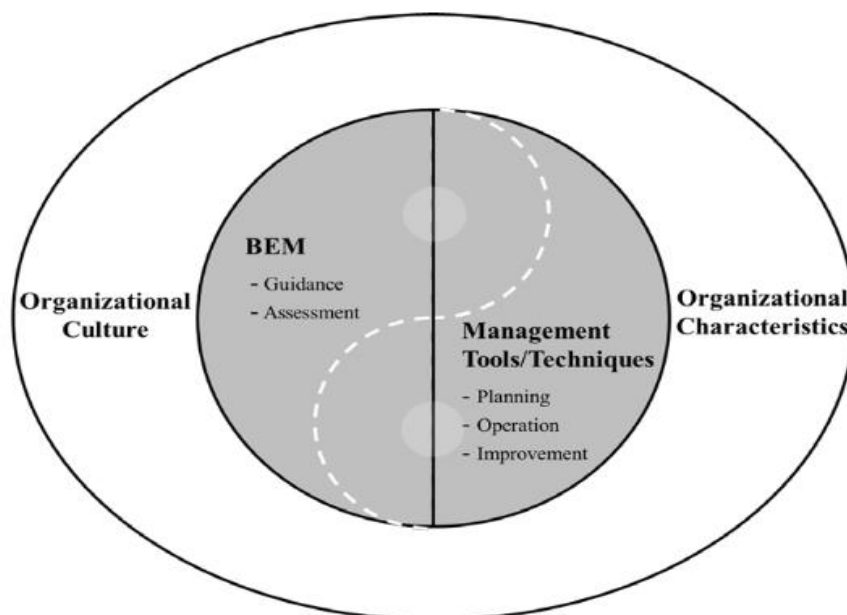 BEM
- Guidance
- Assessment
Organizational
Culture
Organizational
Characteristics
Management
Tools/Techniques
- Planning
- Operation
- Improvement